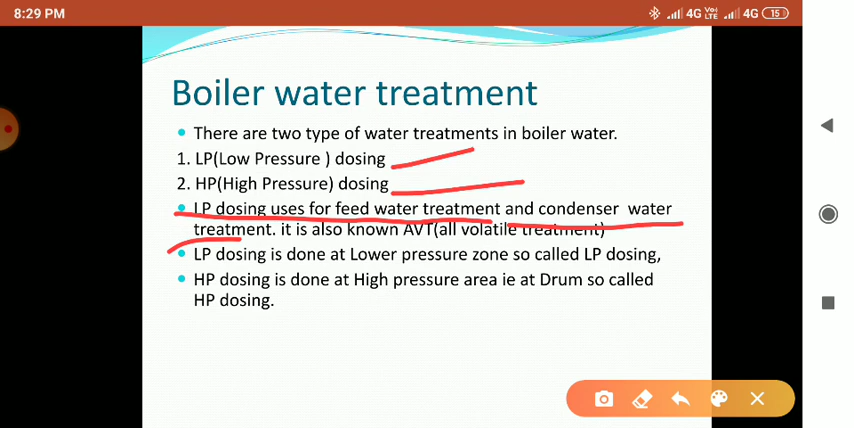 8:29 PM
4G Vo) LTE 4G 15
Boiler water treatment
There are two type of water treatments in boiler water.
1. LP(Low Pressure ) dosing
2. HP(High Pressure) dosing
LP dosing uses for feed water treatment and condenser water
treatment. it is also known AVT(all volatile treatment)
LP dosing is done at Lower pressure zone so called LP dosing,
HP dosing is done at High pressure area ie at Drum so called
HP dosing.